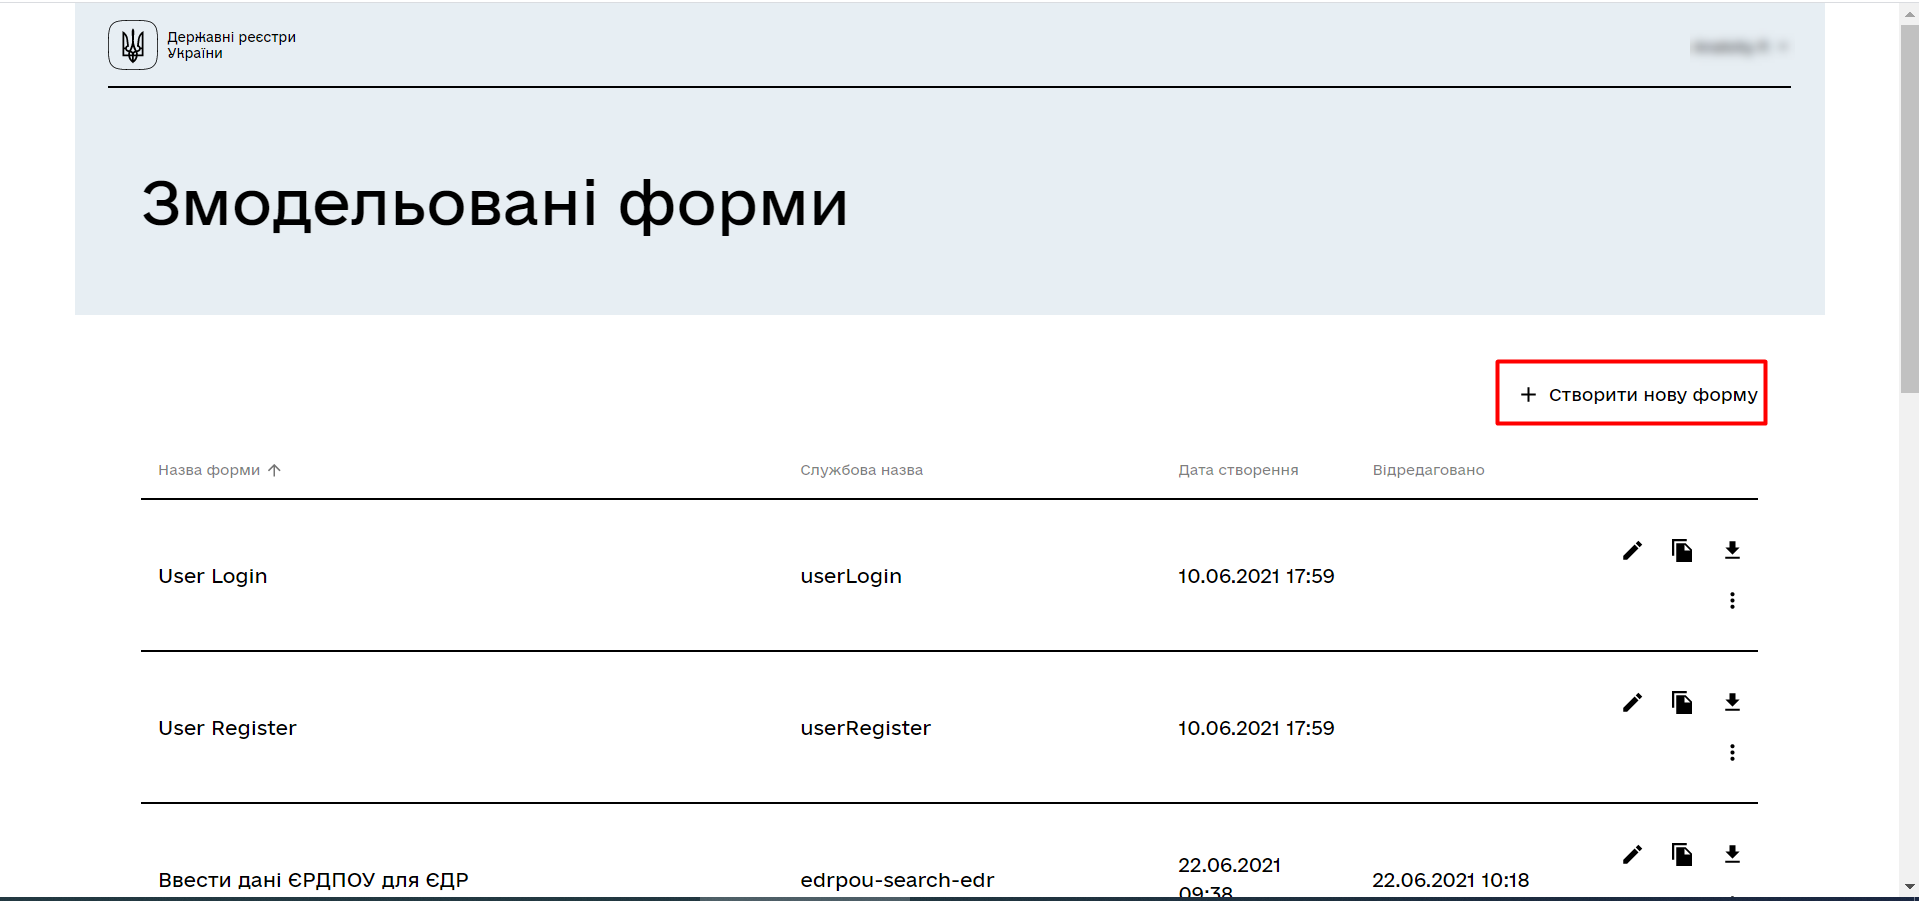 Державні реєстри
України
Змодельовані форми
Створити нову форму
Назва форми Службова назва Дата створення Відредаговано
User Login userLogin 10.06.2021 17:59
User Register userRegister 10.06.2021 17:59
Ввести дані ЄРДПОУ для ЄДР edrpou-search-edr 22.06.2021 09:38 22.06.2021 10:18